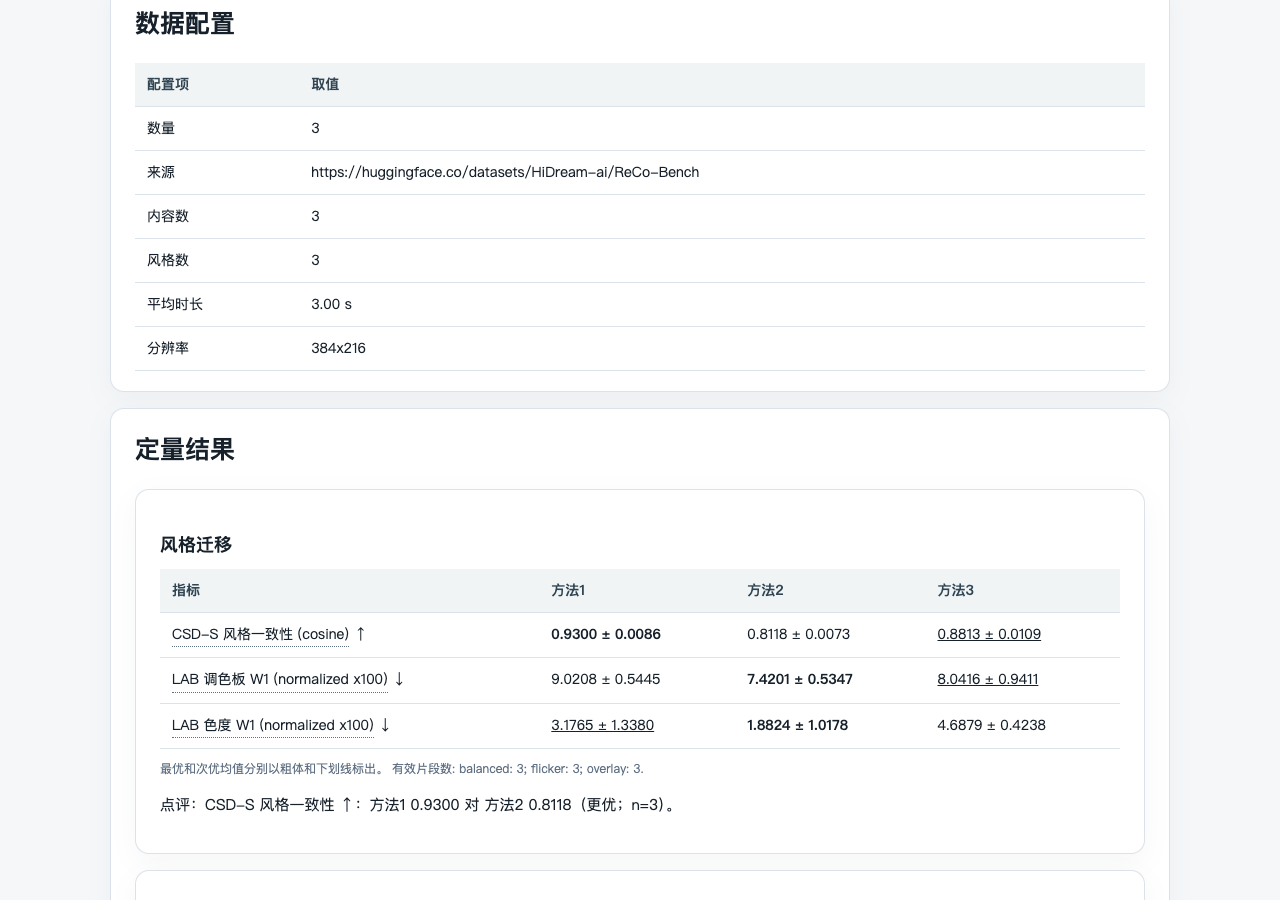 数据配置
配置项 取值
数量 3
来源 https://huggingface.co/datasets/HiDream-ai/ReCo-Bench
内容数 3
风格数 3
平均时长 3.00 s
分辨率 384x216
定量结果
风格迁移
指标 方法1 方法2 方法3
CSD-S 风格一致性 (cosine) ↑ 0.9300 ± 0.0086 0.8118 ± 0.0073 0.8813 ± 0.0109
LAB 调色板 W1 (normalized x100) ↓ 9.0208 ± 0.5445 7.4201 ± 0.5347 8.0416 ± 0.9411
LAB 色度 W1 (normalized x100) ↓ 3.1765 ± 1.3380 1.8824 ± 1.0178 4.6879 ± 0.4238
最优和次优均值分别以粗体和下划线标出。 有效片段数: balanced: 3; flicker: 3; overlay: 3.
点评：CSD-S 风格一致性 ↑：方法1 0.9300 对 方法2 0.8118（更优；n=3）。